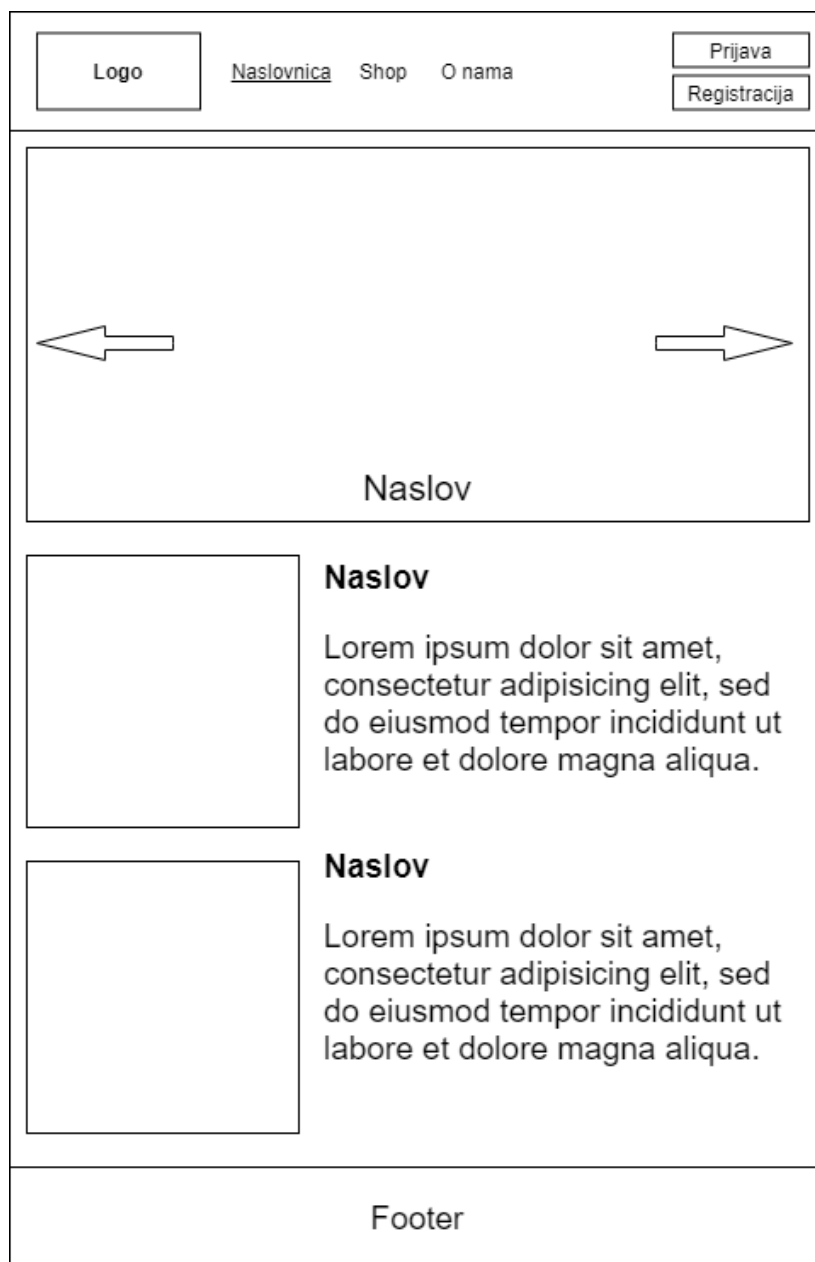 Logo
Naslovnica Shop O nama
Prijava
Registracija
Naslov
Naslov
Lorem ipsum dolor sit amet,
consectetur adipisicing elit, sed
do eiusmod tempor incididunt ut
labore et dolore magna aliqua.
Naslov
Lorem ipsum dolor sit amet,
consectetur adipisicing elit, sed
do eiusmod tempor incididunt ut
labore et dolore magna aliqua.
Footer